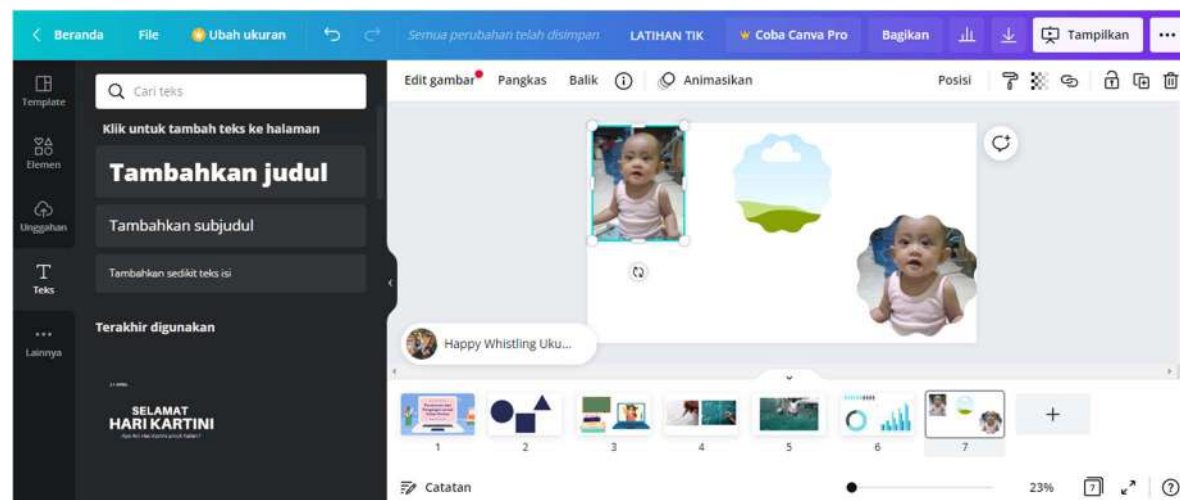 Beranda File Ubah ukuran Semua perubahan telah disimpan LATIHAN TIK Coba Canva Pro Bagikan Tampilkan
Edit gambar Pangkas Balik Animasikan Posisi
Template
Elemen
Unggahan
Teks
Lainnya
Cari teks
Klik untuk tambah teks ke halaman
Tambahkan judul
Tambahkan subjudul
Tambahkan sedikit teks isi
Terakhir digunakan
SELAMAT
HARI KARTINI
Happy Whistling Uku...
1 2 3 4 5 6 7
Catatan 23% 7